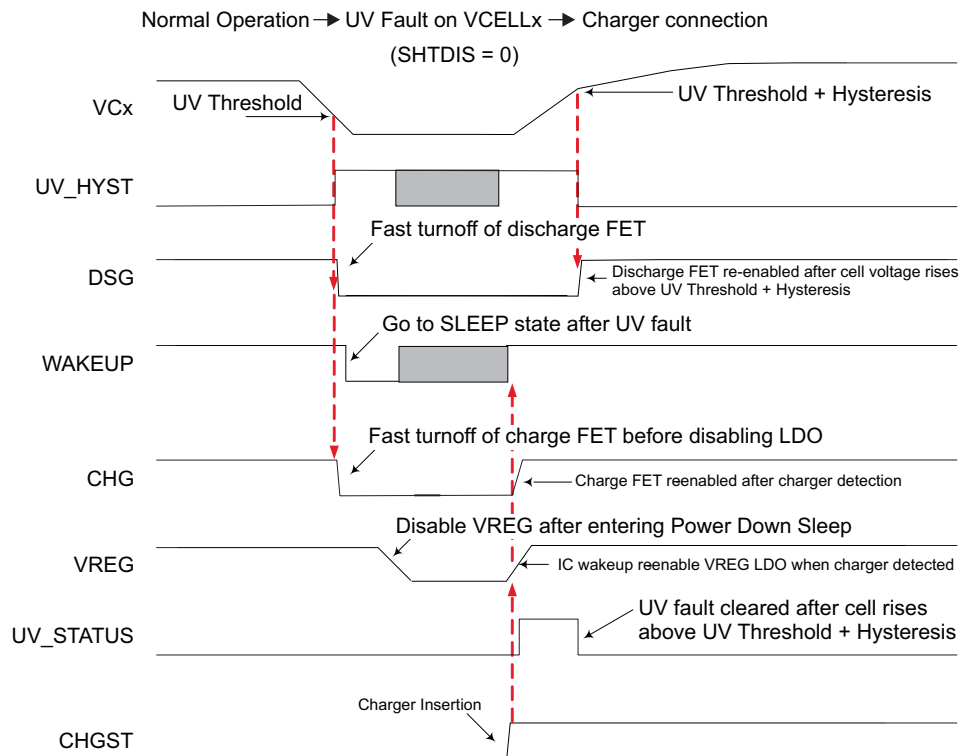 Normal Operation → UV Fault on VCELLx → Charger connection
(SHTDIS = 0)
VCx
UV Threshold
UV Threshold + Hysteresis
UV_HYST
Fast turnoff of discharge FET
DSG
Discharge FET re-enabled after cell voltage rises
above UV Threshold + Hysteresis
Go to SLEEP state after UV fault
WAKEUP
Fast turnoff of charge FET before disabling LDO
CHG
Charge FET reenabled after charger detection
Disable VREG after entering Power Down Sleep
VREG
IC wakeup reenable VREG LDO when charger detected
UV_STATUS
UV fault cleared after cell rises
above UV Threshold + Hysteresis
Charger Insertion
CHGST